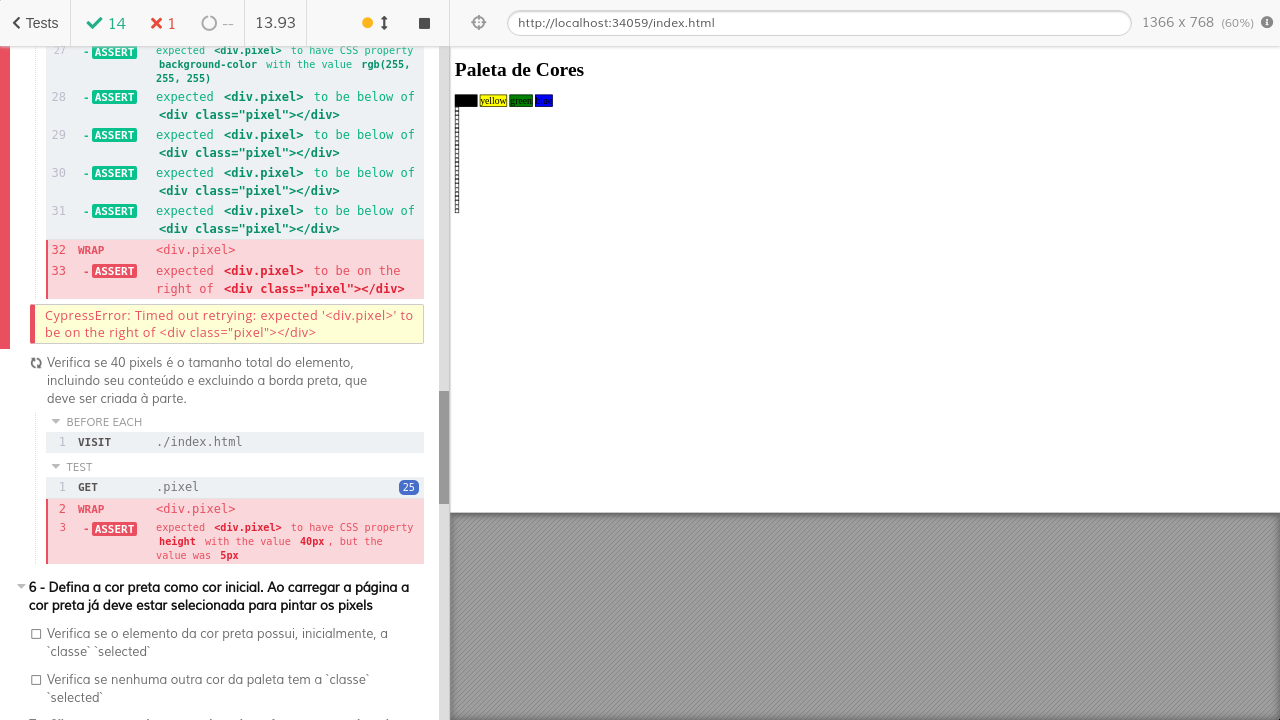 Tests 14 1 -- 13.93
http://localhost:34059/index.html 1366 x 768 (60%)
27 - ASSERT expected <div.pixel> to have CSS property
background-color with the value rgb(255,
255, 255)
28 - ASSERT expected <div.pixel> to be below of
<div class="pixel"></div>
29 - ASSERT expected <div.pixel> to be below of
<div class="pixel"></div>
30 - ASSERT expected <div.pixel> to be below of
<div class="pixel"></div>
31 - ASSERT expected <div.pixel> to be below of
<div class="pixel"></div>
32 WRAP <div.pixel>
33 - ASSERT expected <div.pixel> to be on the
right of <div class="pixel"></div>
CypressError: Timed out retrying: expected '<div.pixel>' to
be on the right of <div class="pixel"></div>
Verifica se 40 pixels é o tamanho total do elemento,
incluindo seu conteúdo e excluindo a borda preta, que
deve ser criada à parte.
BEFORE EACH
1 VISIT ./index.html
TEST
1 GET .pixel 25
2 WRAP <div.pixel>
3 - ASSERT expected <div.pixel> to have CSS property
height with the value 40px, but the
value was 5px
6 - Defina a cor preta como cor inicial. Ao carregar a página a
cor preta já deve estar selecionada para pintar os pixels
Verifica se o elemento da cor preta possui, inicialmente, a
`classe` `selected`
Verifica se nenhuma outra cor da paleta tem a `classe`
`selected`
Paleta de Cores
yellow green